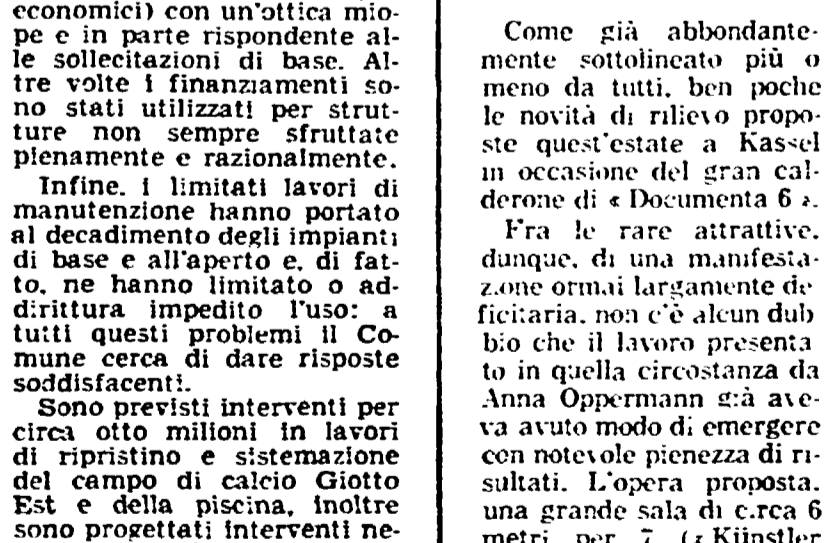 economici) con un'ottica mio-
pe e in parte rispondente al-
le sollecitazioni di base. Al-
tre volte i finanziamenti so-
no stati utilizzati per strut-
ture non sempre sfruttate
pienamente e razionalmente.
Infine, i limitati lavori di
manutenzione hanno portato
al decadimento degli impianti
di base e all'aperto e, di fat-
to, ne hanno limitato o ad-
dirittura impedito l'uso: a
tutti questi problemi il Co-
mune cerca di dare risposte
soddisfacenti.
Sono previsti interventi per
circa otto milioni in lavori
di ripristino e sistemazione
del campo di calcio Giotto
Est e della piscina, inoltre
sono progettati interventi ne-
Come già abbondante-
mente sottolineato più o
meno da tutti, ben poche
le novità di rilievo propo-
ste quest'estate a Kassel
in occasione del gran cal-
derone di « Documenta 6 ».
Fra le rare attrattive,
dunque, di una manifesta-
zione ormai largamente de
ficitaria, non c'è alcun dub
bio che il lavoro presenta
to in quella circostanza da
Anna Oppermann già ave-
va avuto modo di emergere
con notevole pienezza di ri-
sultati. L'opera proposta,
una grande sala di circa 6
metri per 7 (« Künstler